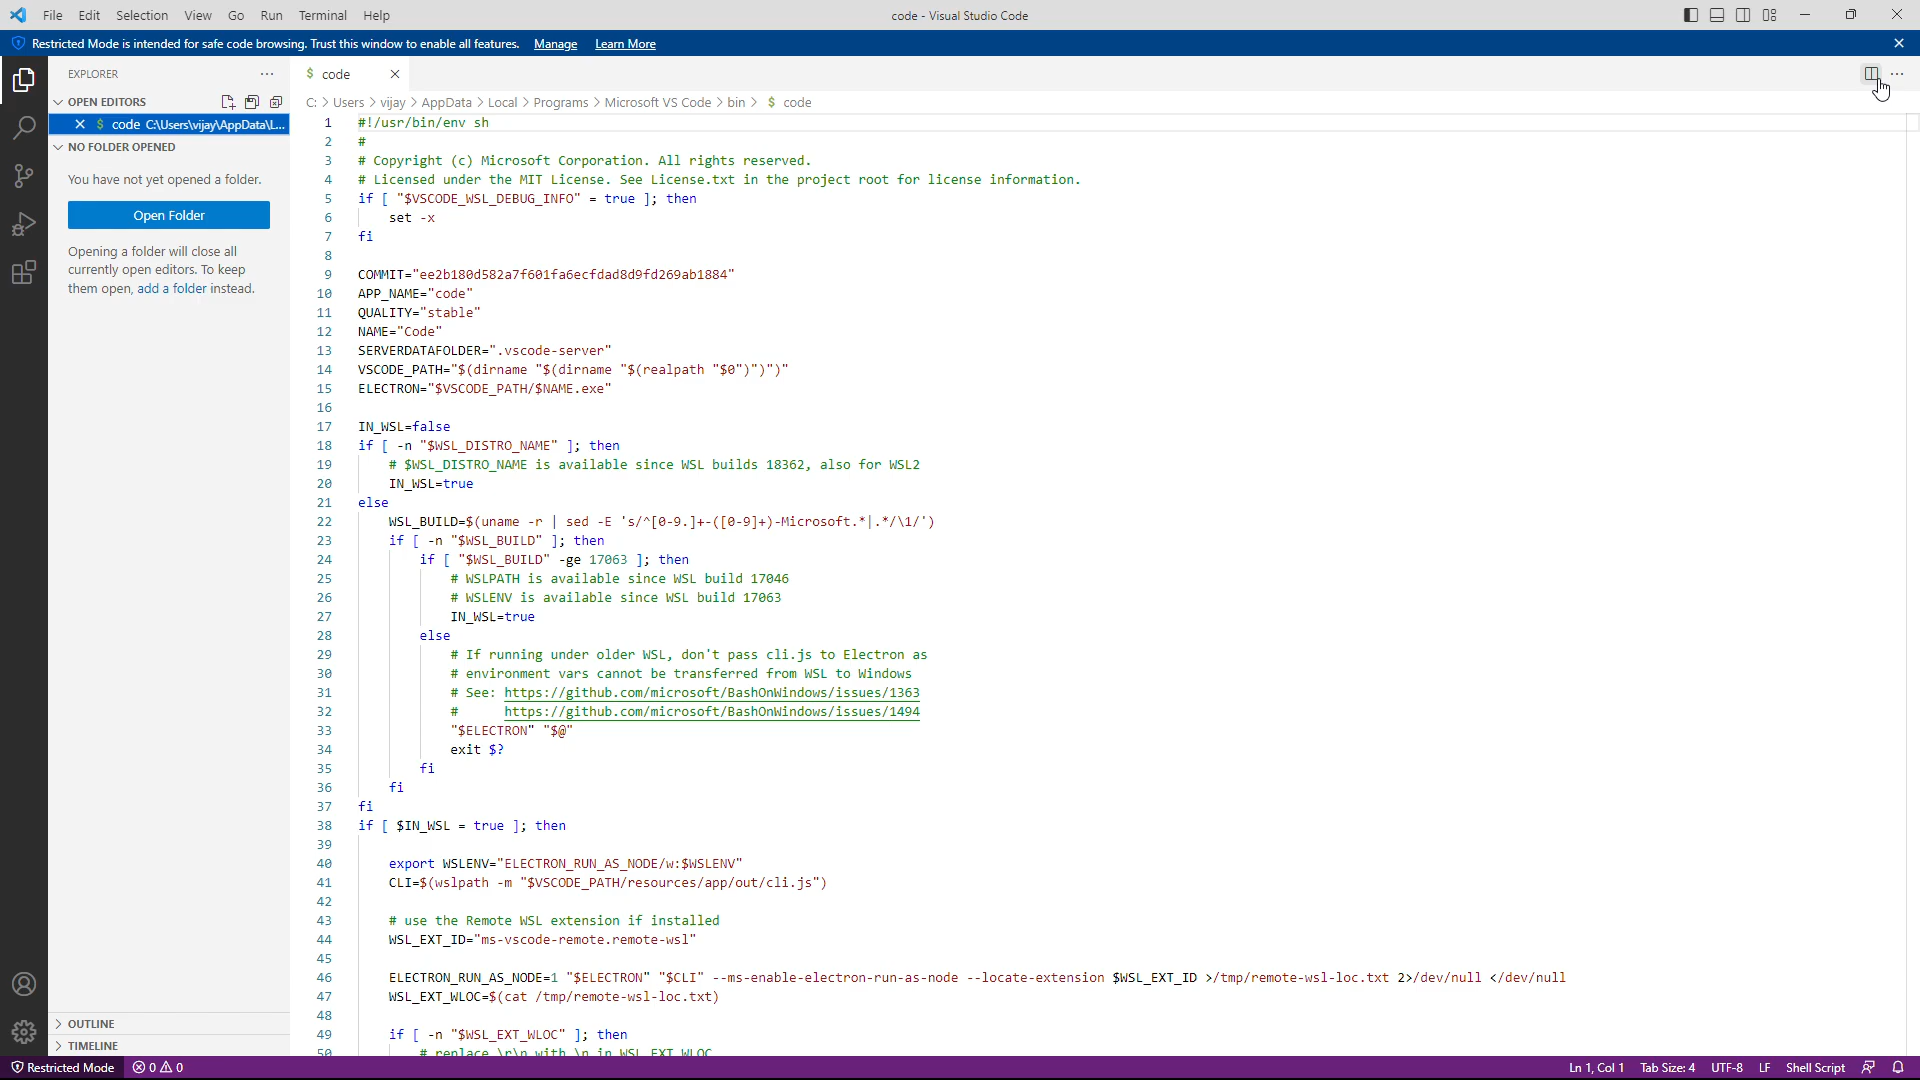 File Edit Selection View Go Run Terminal Help
code - Visual Studio Code
Restricted Mode is intended for safe code browsing. Trust this window to enable all features. Manage Learn More
EXPLORER
OPEN EDITORS
code C:\Users\vijay\AppData\L...
NO FOLDER OPENED
You have not yet opened a folder.
Open Folder
Opening a folder will close all
currently open editors. To keep
them open, add a folder instead.
OUTLINE
TIMELINE
$ code
C: > Users > vijay > AppData > Local > Programs > Microsoft VS Code > bin > $ code
1 #!/usr/bin/env sh
2 #
3 # Copyright (c) Microsoft Corporation. All rights reserved.
4 # Licensed under the MIT License. See License.txt in the project root for license information.
5 if [ "$VSCODE_WSL_DEBUG_INFO" = true ]; then
6 set -x
7 fi
8
9 COMMIT="ee2b180d582a7f601fa6ecfdad8d9fd269ab1884"
10 APP_NAME="code"
11 QUALITY="stable"
12 NAME="Code"
13 SERVERDATAFOLDER=".vscode-server"
14 VSCODE_PATH="$(dirname "$(dirname "$(realpath "$0")")")"
15 ELECTRON="$VSCODE_PATH/$NAME.exe"
16
17 IN_WSL=false
18 if [ -n "$WSL_DISTRO_NAME" ]; then
19 # $WSL_DISTRO_NAME is available since WSL builds 18362, also for WSL2
20 IN_WSL=true
21 else
22 WSL_BUILD=$(uname -r | sed -E 's/^[0-9.]+-([0-9]+)-Microsoft.*|.*/\1/')
23 if [ -n "$WSL_BUILD" ]; then
24 if [ "$WSL_BUILD" -ge 17063 ]; then
25 # WSLPATH is available since WSL build 17046
26 # WSLENV is available since WSL build 17063
27 IN_WSL=true
28 else
29 # If running under older WSL, don't pass cli.js to Electron as
30 # environment vars cannot be transferred from WSL to Windows
31 # See: https://github.com/microsoft/BashOnWindows/issues/1363
32 # https://github.com/microsoft/BashOnWindows/issues/1494
33 "$ELECTRON" "$@"
34 exit $?
35 fi
36 fi
37 fi
38 if [ $IN_WSL = true ]; then
39
40 export WSLENV="ELECTRON_RUN_AS_NODE/w:$WSLENV"
41 CLI=$(wslpath -m "$VSCODE_PATH/resources/app/out/cli.js")
42
43 # use the Remote WSL extension if installed
44 WSL_EXT_ID="ms-vscode-remote.remote-wsl"
45
46 ELECTRON_RUN_AS_NODE=1 "$ELECTRON" "$CLI" --ms-enable-electron-run-as-node --locate-extension $WSL_EXT_ID >/tmp/remote-wsl-loc.txt 2>/dev/null </dev/null
47 WSL_EXT_WLOC=$(cat /tmp/remote-wsl-loc.txt)
48
49 if [ -n "$WSL_EXT_WLOC" ]; then
50 # replace \r\n with \n in WSL_EXT_WLOC
Restricted Mode 0 0 Ln 1, Col 1 Tab Size: 4 UTF-8 LF Shell Script